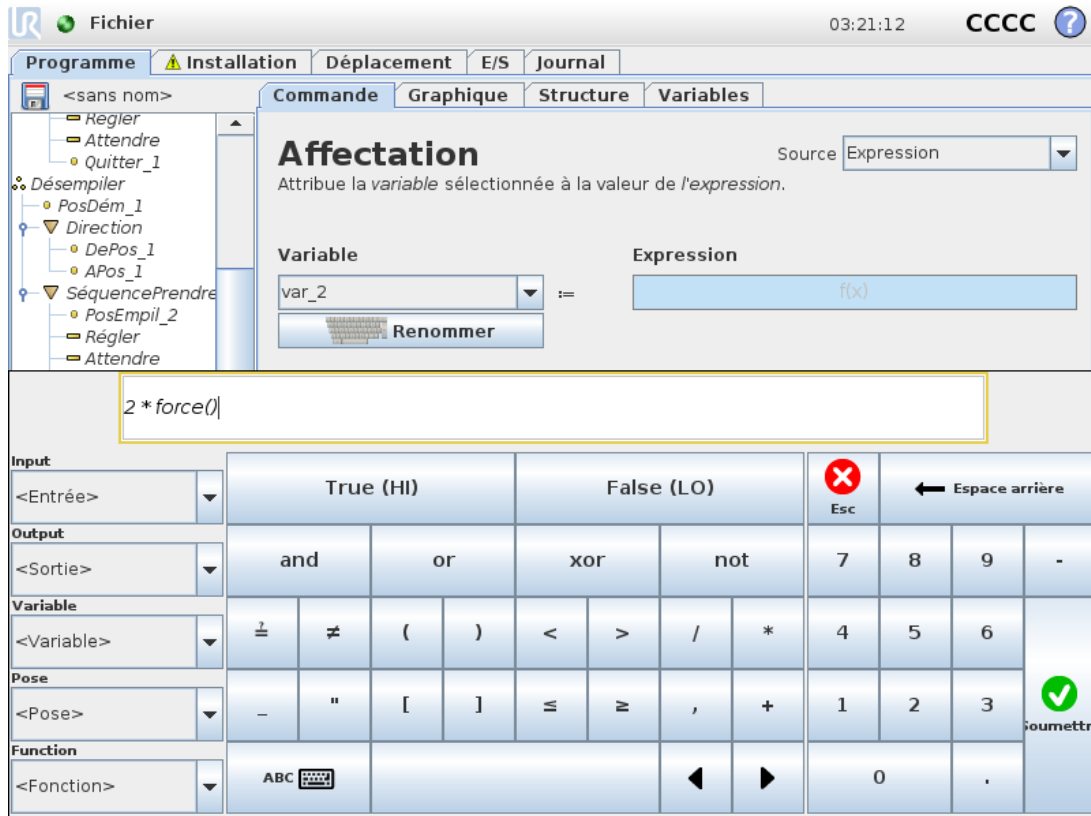 UR Fichier 03:21:12 CCCC ?
Programme Installation Déplacement E/S Journal
<sans nom> Commande Graphique Structure Variables
Régler
Attendre
Quitter_1
Désempiler
PosDém_1
Direction
DePos_1
APos_1
SéquencePrendre
PosEmpil_2
Régler
Attendre
Affectation
Source Expression
Attribue la variable sélectionnée à la valeur de l'expression.
Variable Expression
var_2 := f(x)
Renommer
2 * force()
Input
<Entrée>
Output
<Sortie>
Variable
<Variable>
Pose
<Pose>
Function
<Fonction>
True (HI) False (LO) Esc Espace arrière
and or xor not 7 8 9 -
≟ ≠ ( ) < > / * 4 5 6
_ " [ ] ≤ ≥ , + 1 2 3 Soumettr
ABC 0 .